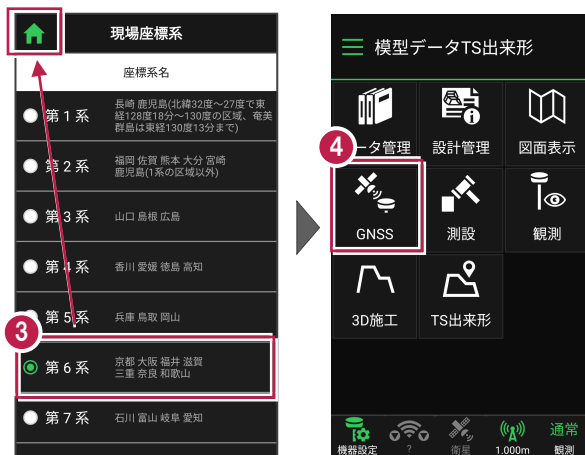 現場座標系
座標系名
第1系
長崎 鹿児島(北緯32度~27度で東
経128度18分~130度の区域、奄美
群島は東経130度13分まで)
第2系
福岡 佐賀 熊本 大分 宮崎
鹿児島(1系の区域以外)
第3系
山口 島根 広島
第4系
香川 愛媛 徳島 高知
第5系
兵庫 鳥取 岡山
3
第6系
京都 大阪 福井 滋賀
三重 奈良 和歌山
第7系
石川 富山 岐阜 愛知
模型データTS出来形
4
ータ管理
設計管理
図面表示
GNSS
測設
観測
3D施工
TS出来形
機器設定
?
衛星
1.000m
通常
観測